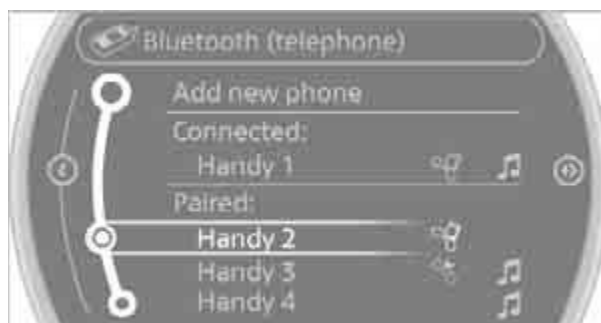 Bluetooth (telephone)
Add new phone
Connected:
Handy 1
Paired:
Handy 2
Handy 3
Handy 4